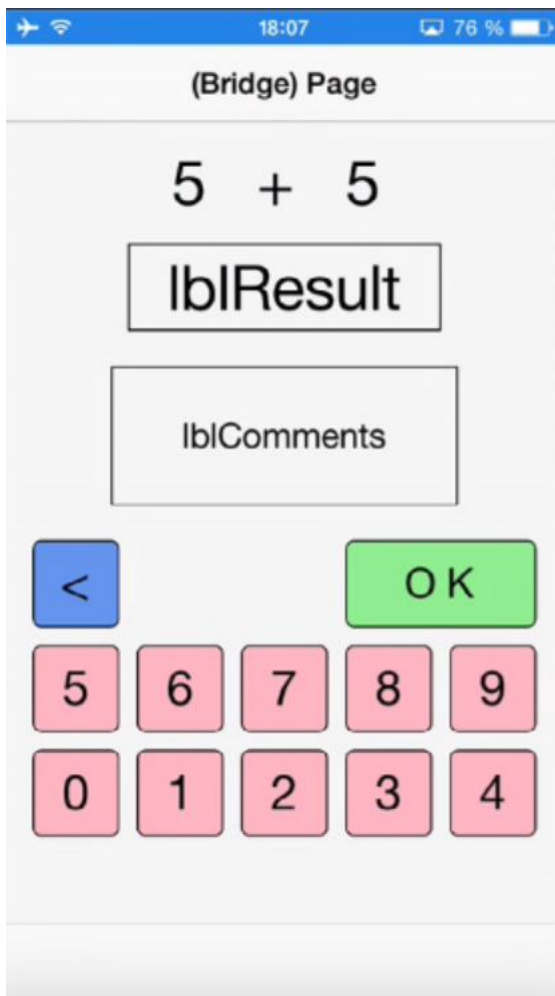 18:07 76 %
(Bridge) Page
5 + 5
lblResult
lblComments
< O K
5 6 7 8 9
0 1 2 3 4